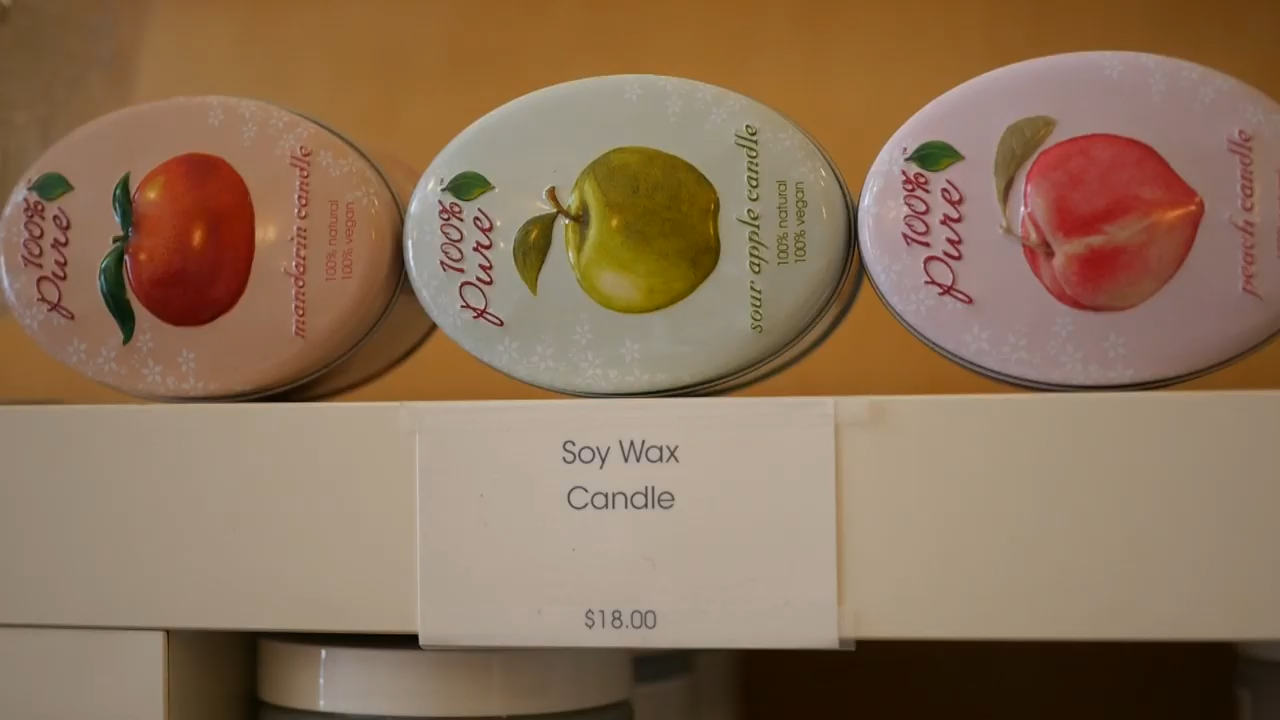 100%
Pure
mandarin candle
100% natural
100% vegan
100%
Pure
sour apple candle
100% natural
100% vegan
100%
Pure
peach candle
Soy Wax
Candle
$18.00